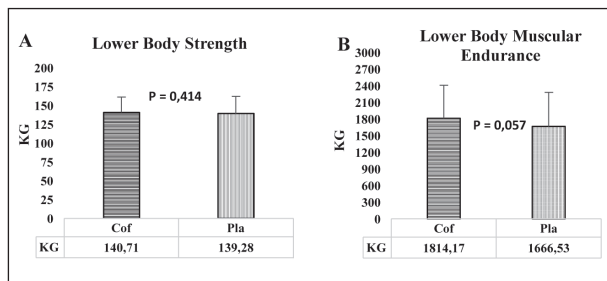 A
Lower Body Strength
KG
200
175
150
125
100
75
50
25
0
P = 0,414
Cof Pla
KG 140,71 139,28
B
Lower Body Muscular
Endurance
KG
3000
2700
2400
2100
1800
1500
1200
900
600
300
0
P = 0,057
Cof Pla
KG 1814,17 1666,53